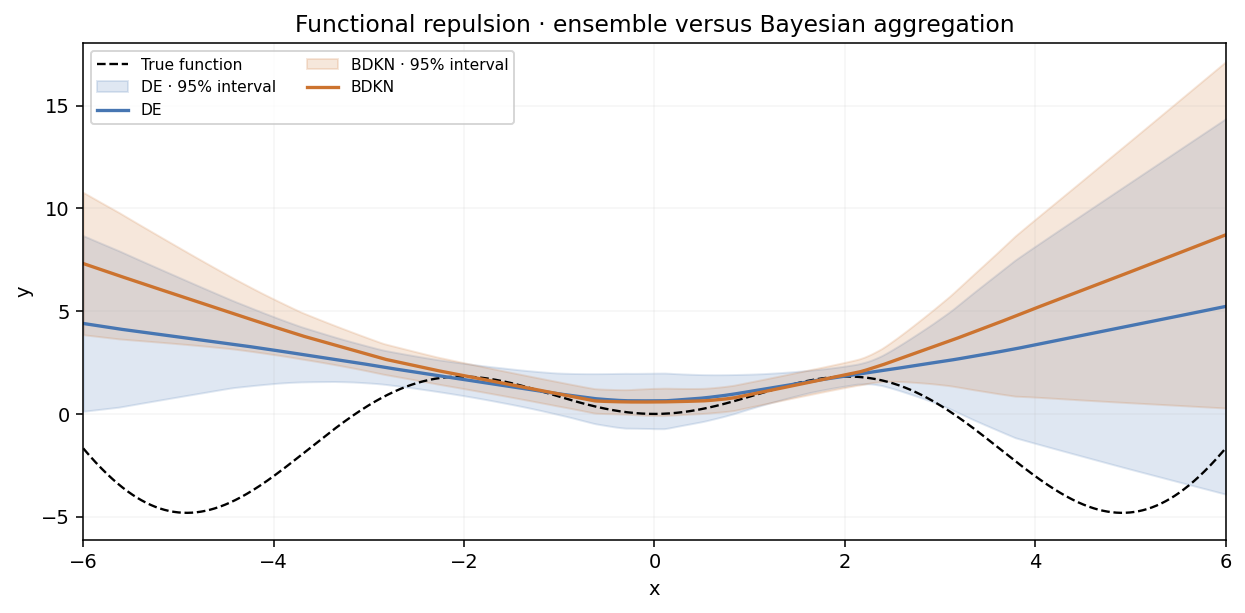 Functional repulsion · ensemble versus Bayesian aggregation
True function
DE · 95% interval
DE
BDKN · 95% interval
BDKN
y
15
10
5
0
−5
−6
−4
−2
0
2
4
6
x